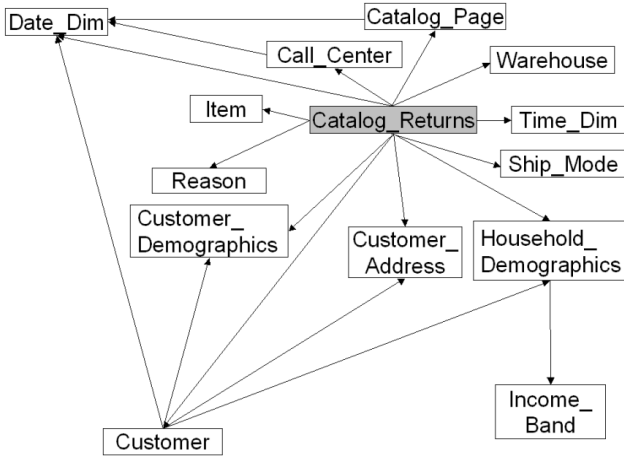 Date_Dim
Catalog_Page
Call_Center
Warehouse
Item
Catalog_Returns
Time_Dim
Ship_Mode
Reason
Customer_
Demographics
Customer_
Address
Household_
Demographics
Income_
Band
Customer